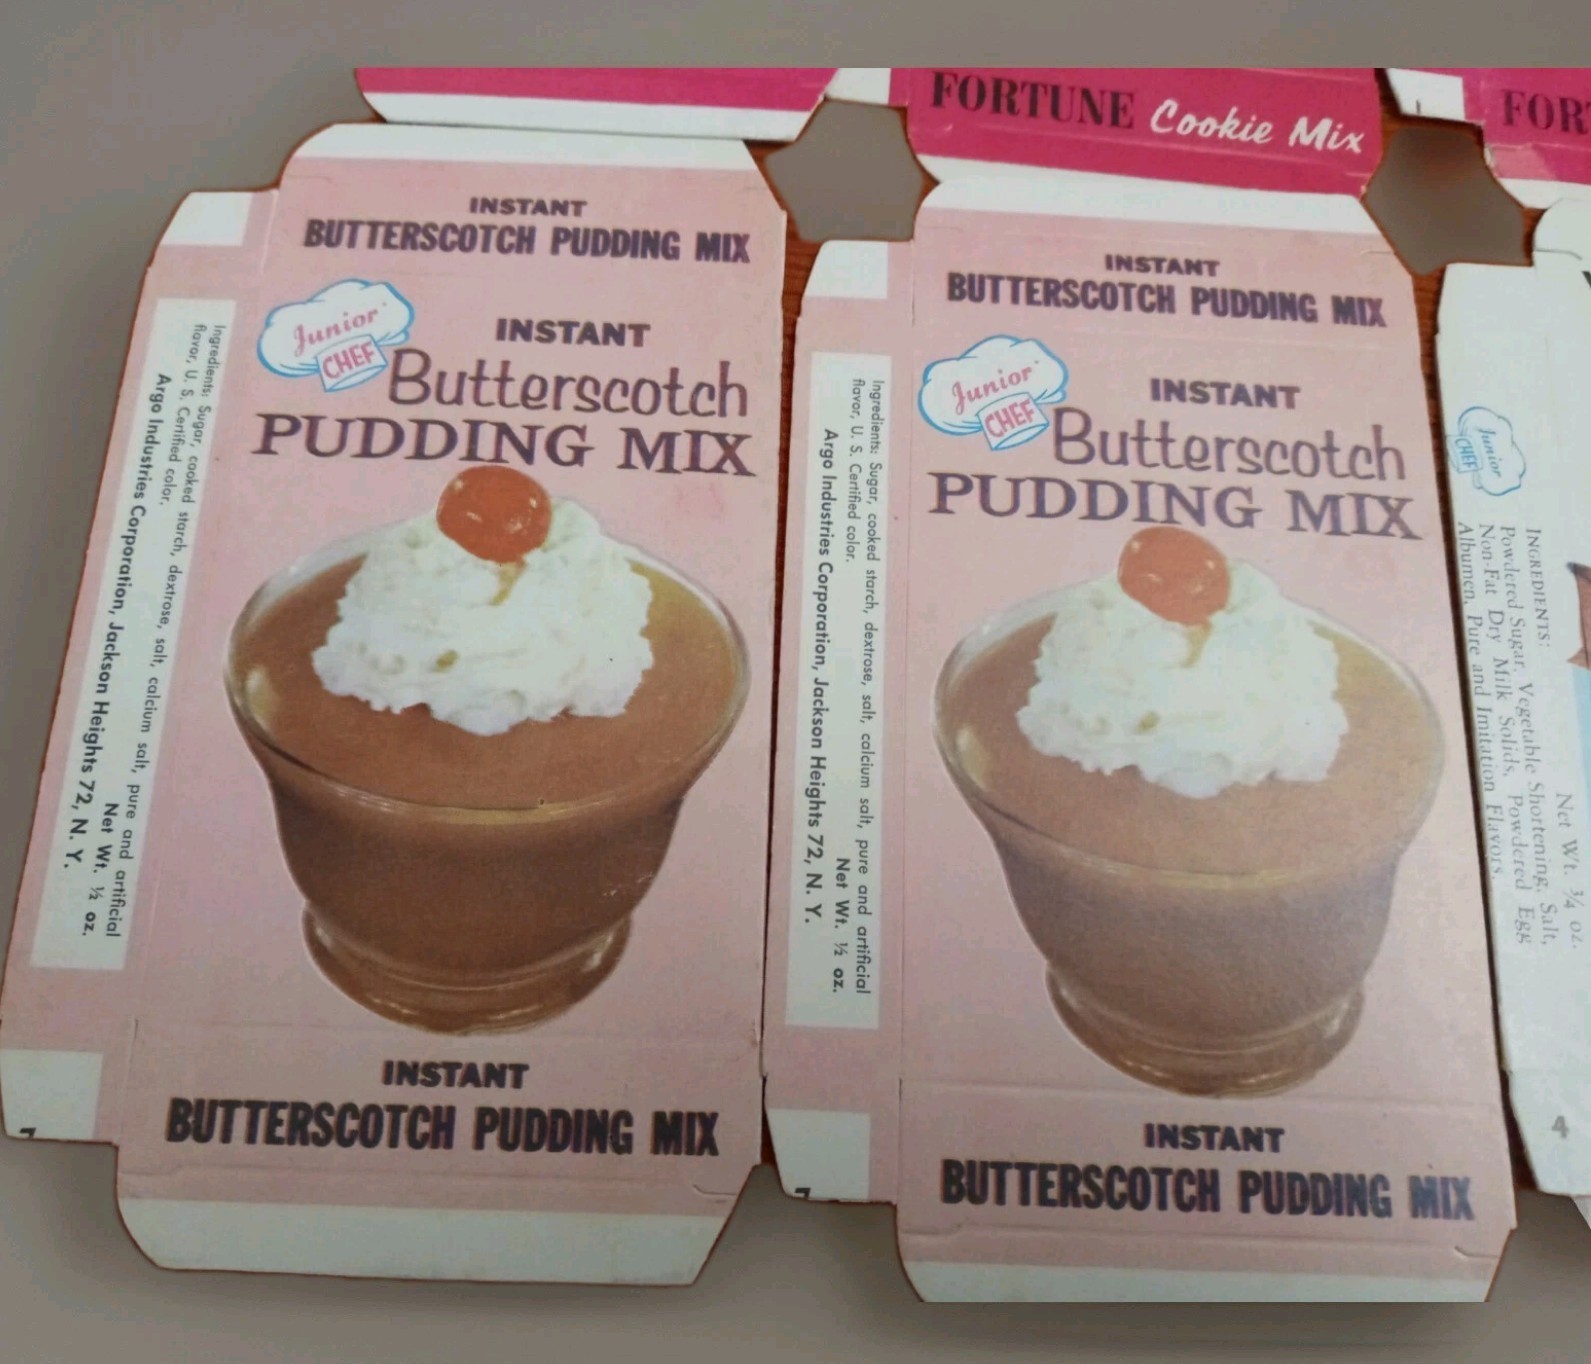 FORTUNE Cookie Mix
FOR
INSTANT
BUTTERSCOTCH PUDDING MIX
Junior
CHEF
INSTANT
Butterscotch
PUDDING MIX
Ingredients: Sugar, cooked starch, dextrose, salt, calcium salt, pure and artificial
flavor, U. S. Certified color.
Net Wt. ½ oz.
Argo Industries Corporation, Jackson Heights 72, N. Y.
INSTANT
BUTTERSCOTCH PUDDING MIX
7
INSTANT
BUTTERSCOTCH PUDDING MIX
Junior
CHEF
INSTANT
Butterscotch
PUDDING MIX
Ingredients: Sugar, cooked starch, dextrose, salt, calcium salt, pure and artificial
flavor, U. S. Certified color.
Net Wt. ½ oz.
Argo Industries Corporation, Jackson Heights 72, N. Y.
INSTANT
BUTTERSCOTCH PUDDING MIX
7
Junior
CHEF
Net Wt. ¾ oz.
INGREDIENTS:
Powdered Sugar, Vegetable Shortening, Salt,
Non-Fat Dry Milk Solids, Powdered Egg
Albumen, Pure and Imitation Flavors.
4